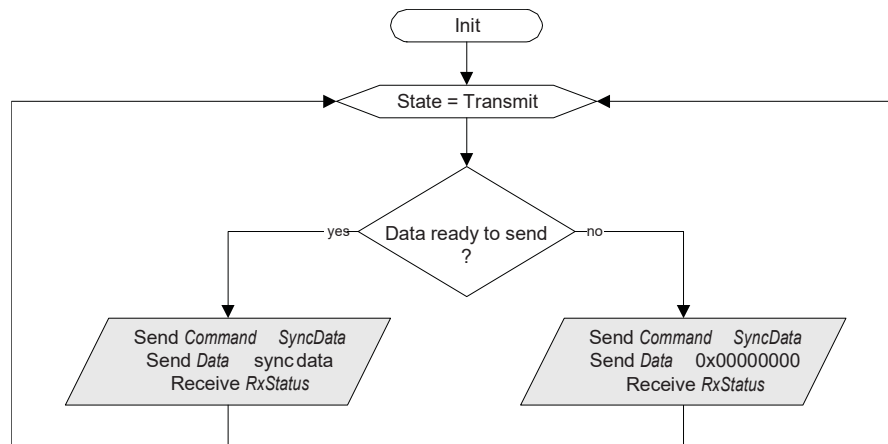 Init
State = Transmit
Data ready to send
?
yes
no
Send Command SyncData
Send Data sync data
Receive RxStatus
Send Command SyncData
Send Data 0x00000000
Receive RxStatus